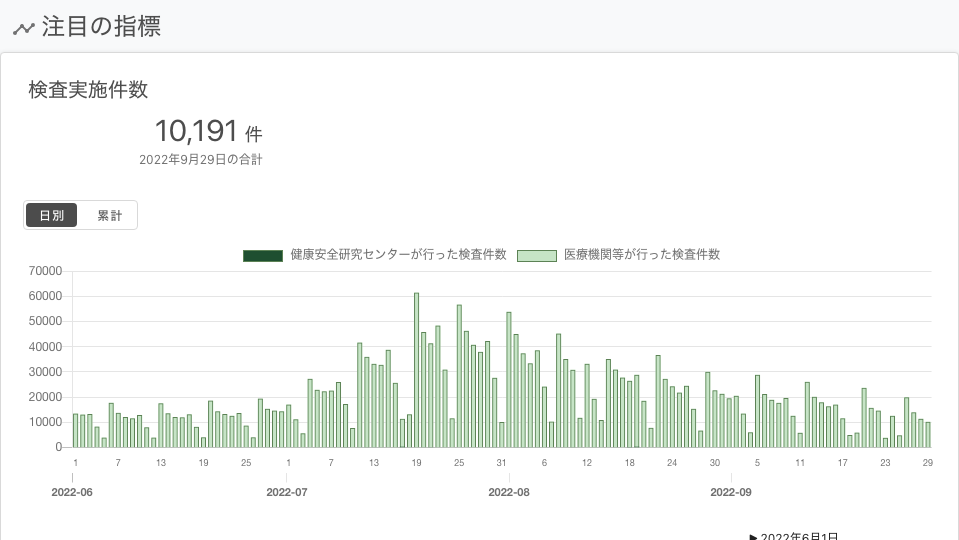 注目の指標
検査実施件数
10,191 件
2022年9月29日の合計
日別 累計
健康安全研究センターが行った検査件数 医療機関等が行った検査件数
70000
60000
50000
40000
30000
20000
10000
0
1 7 13 19 25 1 7 13 19 25 31 6 12 18 24 30 5 11 17 23 29
2022-06 2022-07 2022-08 2022-09
▶ 2022年6月1日